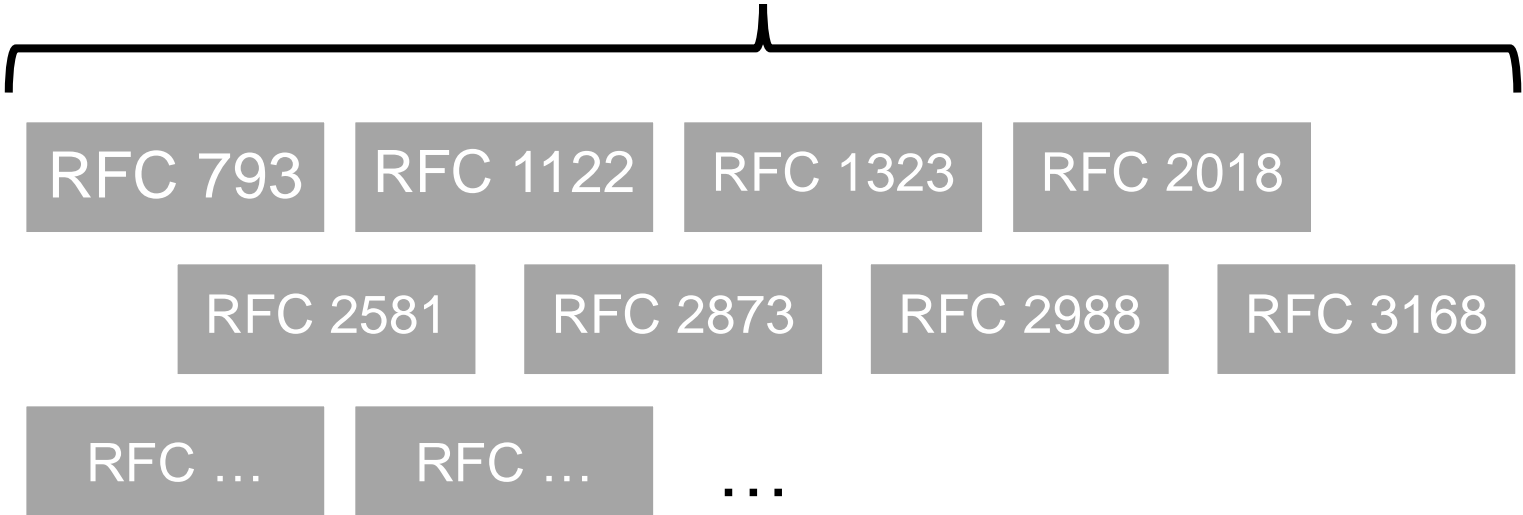 RFC 793 RFC 1122 RFC 1323 RFC 2018
RFC 2581 RFC 2873 RFC 2988 RFC 3168
RFC … RFC … …